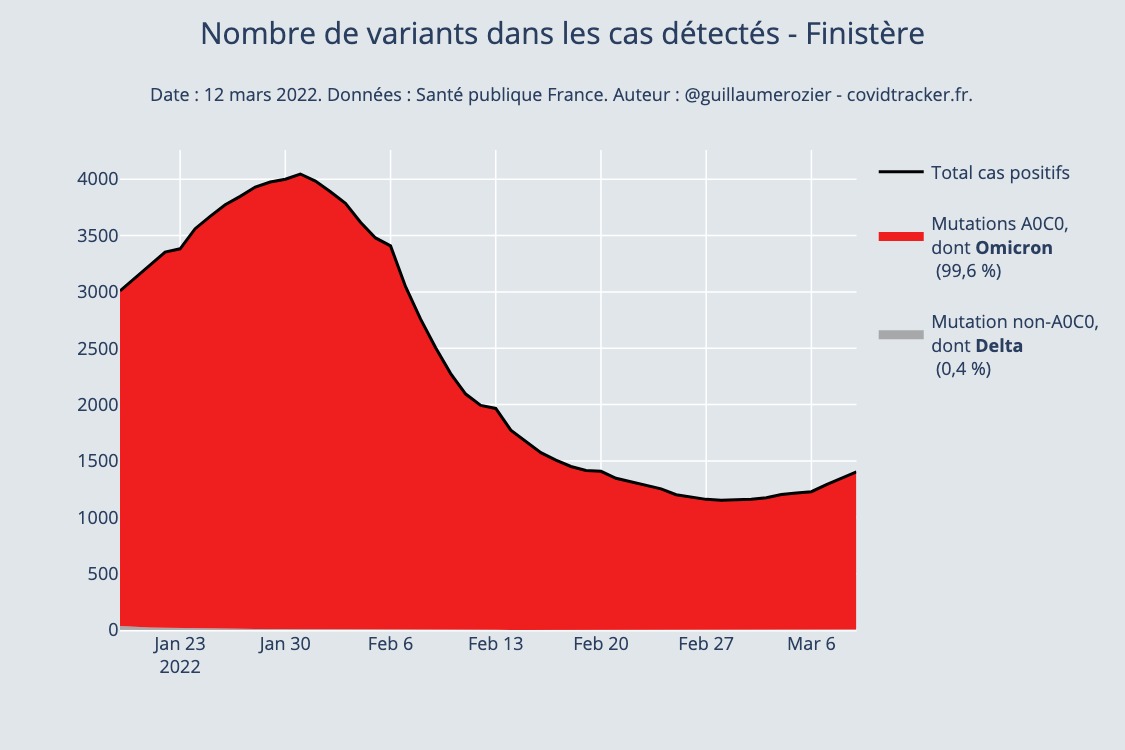 Nombre de variants dans les cas détectés - Finistère
Date : 12 mars 2022. Données : Santé publique France. Auteur : @guillaumerozier - covidtracker.fr.
4000
3500
3000
2500
2000
1500
1000
500
0
Jan 23
2022
Jan 30
Feb 6
Feb 13
Feb 20
Feb 27
Mar 6
Total cas positifs
Mutations A0C0,
dont Omicron
(99,6 %)
Mutation non-A0C0,
dont Delta
(0,4 %)